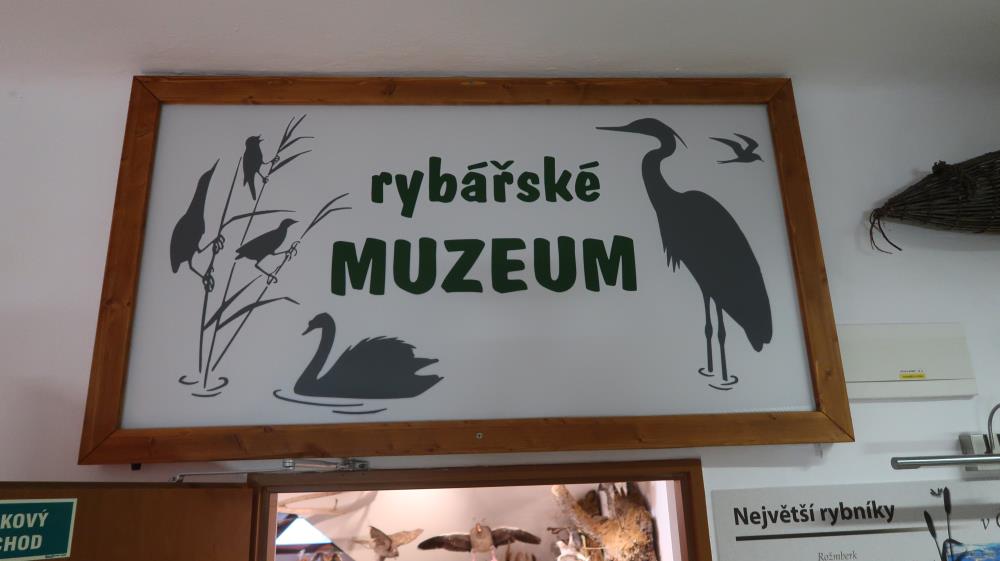 rybářské
MUZEUM
KOVÝ
CHOD
Největší rybníky
Rožmberk
v